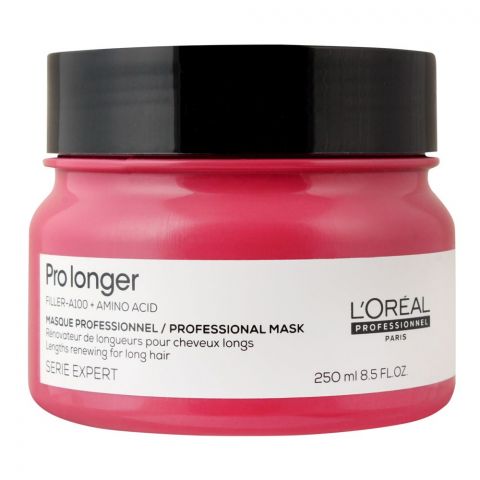 Pro longer
FILLER-A100 + AMINO ACID
MASQUE PROFESSIONNEL / PROFESSIONAL MASK
Rénovateur de longueurs pour cheveux longs
Lengths renewing for long hair
SERIE EXPERT
L'ORÉAL
PROFESSIONNEL
PARIS
250 ml 8.5 FL.OZ.